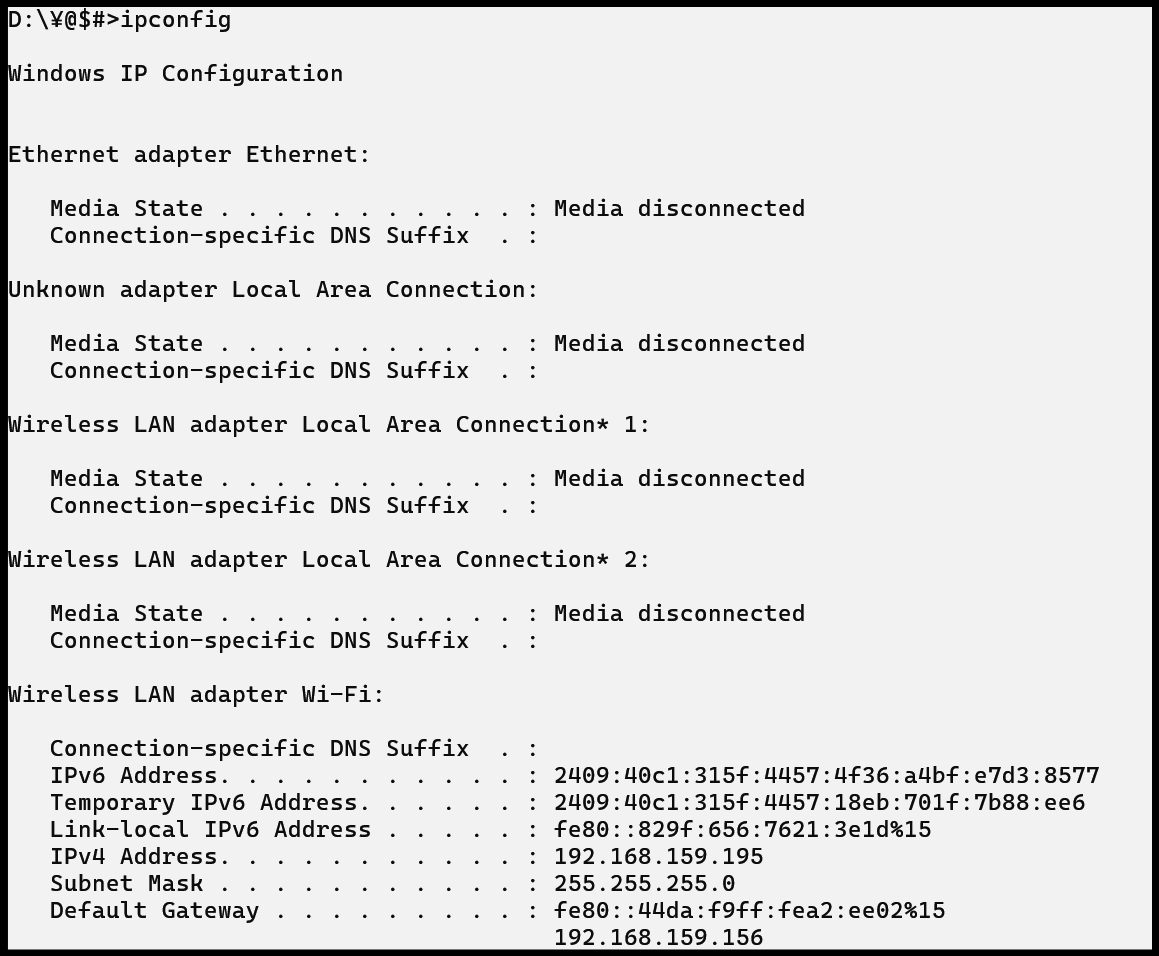 D:\¥@$#>ipconfig
Windows IP Configuration
Ethernet adapter Ethernet:
   Media State . . . . . . . . . . . : Media disconnected
   Connection-specific DNS Suffix  . :
Unknown adapter Local Area Connection:
   Media State . . . . . . . . . . . : Media disconnected
   Connection-specific DNS Suffix  . :
Wireless LAN adapter Local Area Connection* 1:
   Media State . . . . . . . . . . . : Media disconnected
   Connection-specific DNS Suffix  . :
Wireless LAN adapter Local Area Connection* 2:
   Media State . . . . . . . . . . . : Media disconnected
   Connection-specific DNS Suffix  . :
Wireless LAN adapter Wi-Fi:
   Connection-specific DNS Suffix  . :
   IPv6 Address. . . . . . . . . . . : 2409:40c1:315f:4457:4f36:a4bf:e7d3:8577
   Temporary IPv6 Address. . . . . . : 2409:40c1:315f:4457:18eb:701f:7b88:ee6
   Link-local IPv6 Address . . . . . : fe80::829f:656:7621:3e1d%15
   IPv4 Address. . . . . . . . . . . : 192.168.159.195
   Subnet Mask . . . . . . . . . . . : 255.255.255.0
   Default Gateway . . . . . . . . . : fe80::44da:f9ff:fea2:ee02%15
                                       192.168.159.156